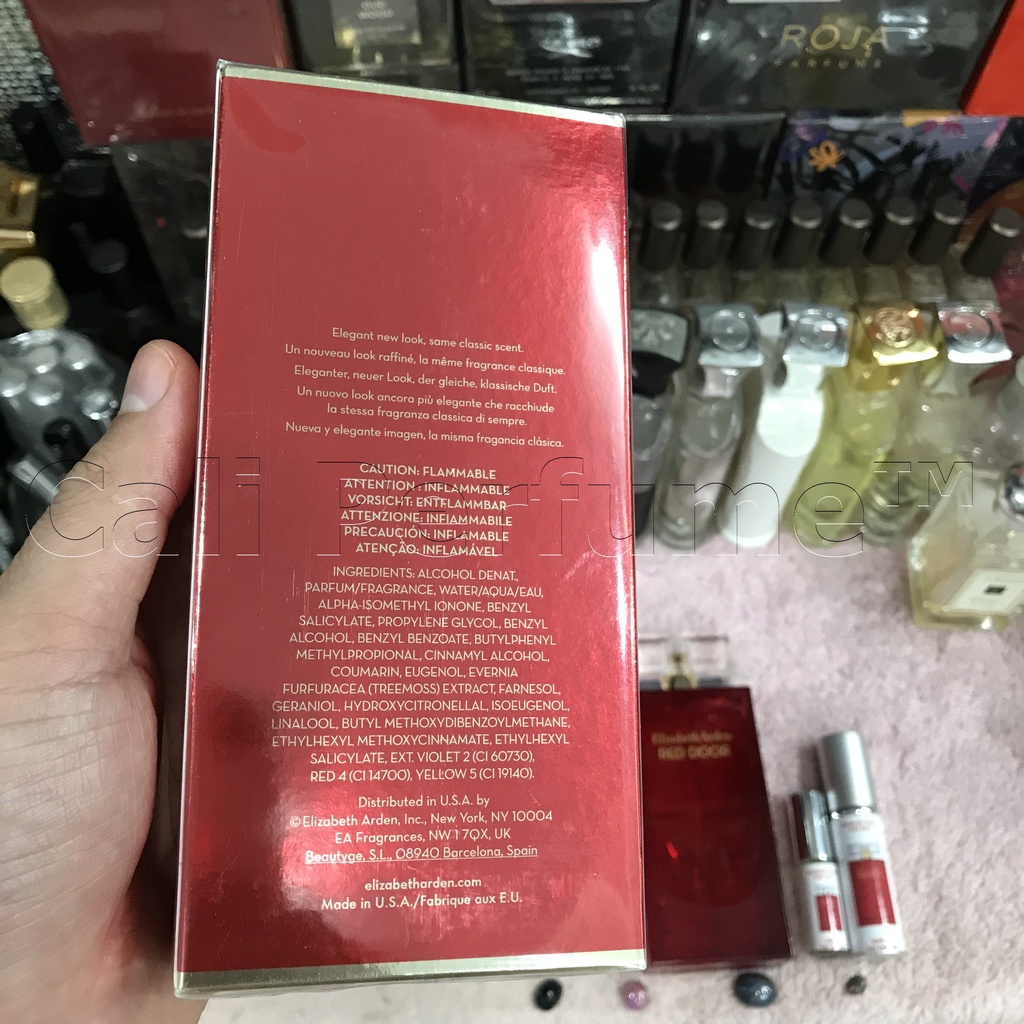 OUD
WOOD
ROJA
PARFUMS
Elegant new look, same classic scent.
Un nouveau look raffiné, la même fragrance classique.
Eleganter, neuer Look, der gleiche, klassische Duft.
Un nuovo look ancora più elegante che racchiude
la stessa fragranza classica di sempre.
Nueva y elegante imagen, la misma fragancia clásica.
CAUTION: FLAMMABLE
ATTENTION : INFLAMMABLE
VORSICHT: ENTFLAMMBAR
ATTENZIONE: INFIAMMABILE
PRECAUCIÓN: INFLAMABLE
ATENÇÃO: INFLAMÁVEL
Cali Perfume™
INGREDIENTS: ALCOHOL DENAT.,
PARFUM/FRAGRANCE, WATER/AQUA/EAU,
ALPHA-ISOMETHYL IONONE, BENZYL
SALICYLATE, PROPYLENE GLYCOL, BENZYL
ALCOHOL, BENZYL BENZOATE, BUTYLPHENYL
METHYLPROPIONAL, CINNAMYL ALCOHOL,
COUMARIN, EUGENOL, EVERNIA
FURFURACEA (TREEMOSS) EXTRACT, FARNESOL,
GERANIOL, HYDROXYCITRONELLAL, ISOEUGENOL,
LINALOOL, BUTYL METHOXYDIBENZOYLMETHANE,
ETHYLHEXYL METHOXYCINNAMATE, ETHYLHEXYL
SALICYLATE, EXT. VIOLET 2 (CI 60730),
RED 4 (CI 14700), YELLOW 5 (CI 19140).
Distributed in U.S.A. by
©Elizabeth Arden, Inc., New York, NY 10004
EA Fragrances, NW1 7QX, UK
Beautyge, S.L., 08940 Barcelona, Spain
elizabetharden.com
Made in U.S.A./Fabrique aux E.U.
Elizabeth Arden
RED DOOR